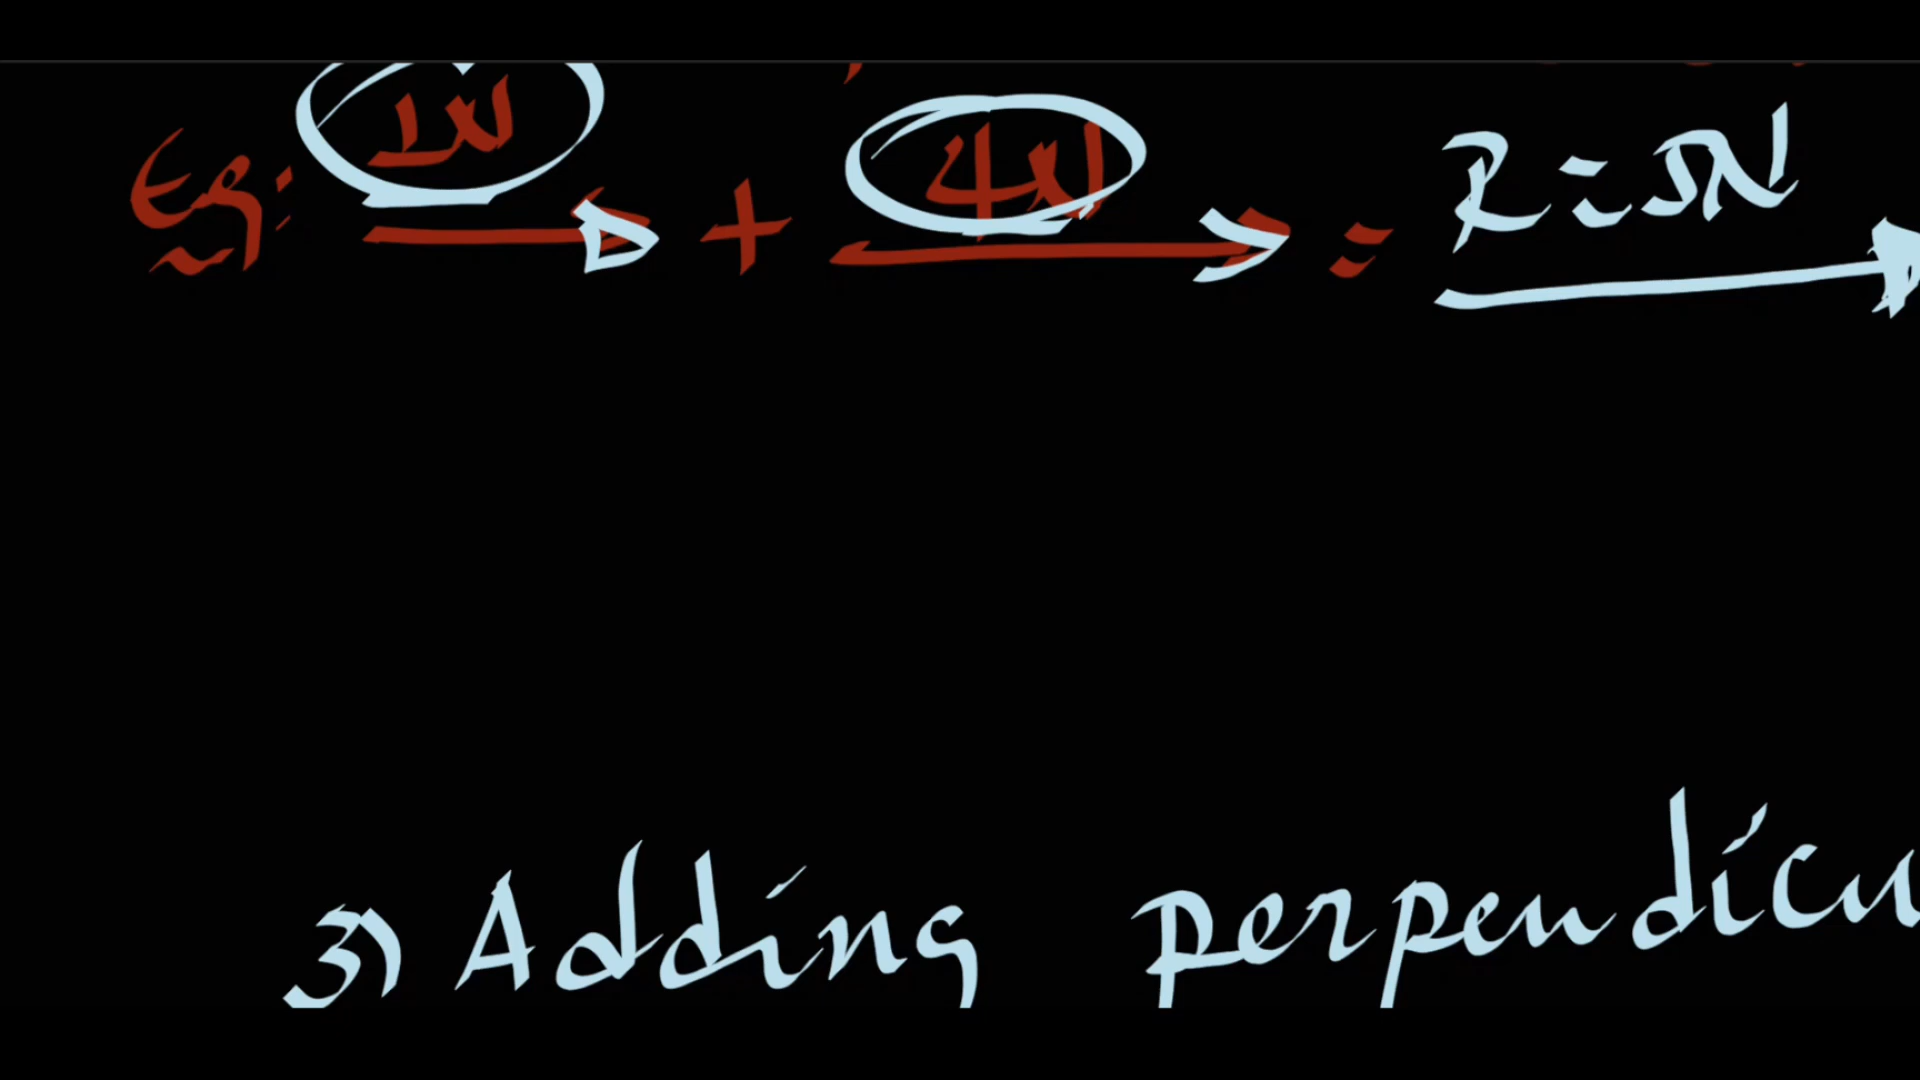 Eg: 1N + 4N = R = 5N
3) Adding perpendicu